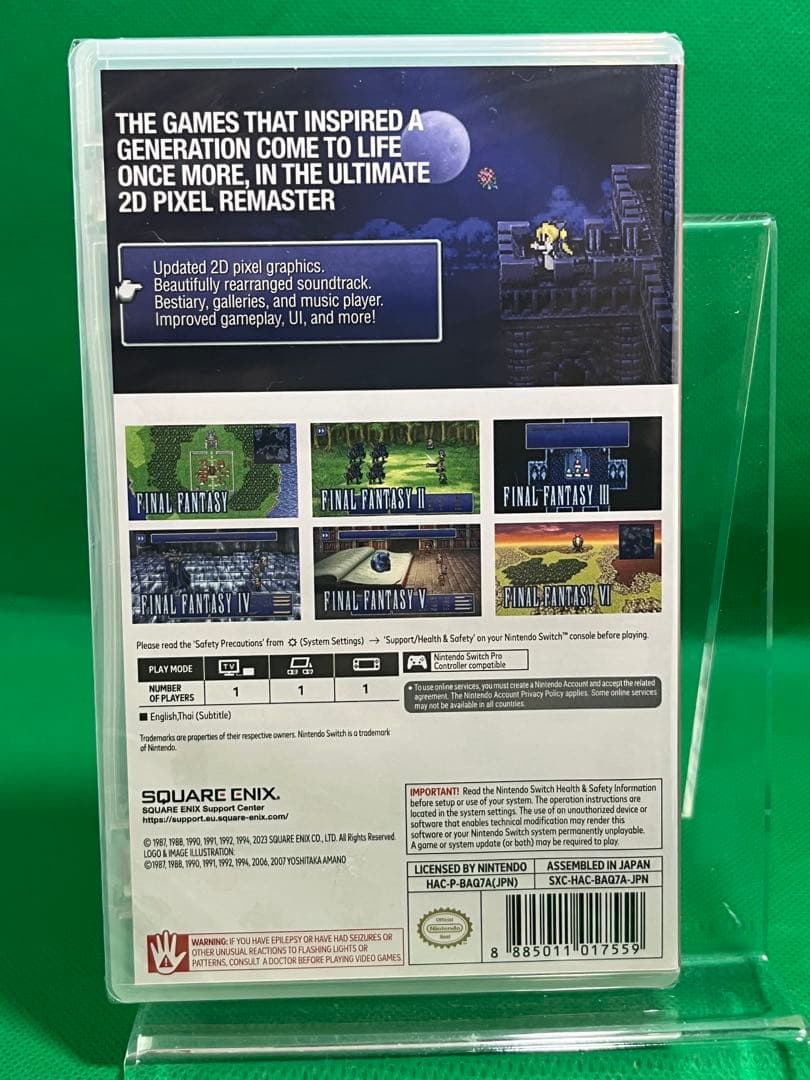 THE GAMES THAT INSPIRED A
GENERATION COME TO LIFE
ONCE MORE, IN THE ULTIMATE
2D PIXEL REMASTER
Updated 2D pixel graphics.
Beautifully rearranged soundtrack.
Bestiary, galleries, and music player.
Improved gameplay, UI, and more!
FINAL FANTASY
FINAL FANTASY II
FINAL FANTASY III
FINAL FANTASY IV
FINAL FANTASY V
FINAL FANTASY VI
Please read the 'Safety Precautions' from (System Settings) → 'Support/Health & Safety' on your Nintendo Switch™ console before playing.
PLAY MODE
TV
NUMBER
OF PLAYERS
1
1
1
Nintendo Switch Pro
Controller compatible
• To use online services, you must create a Nintendo Account and accept the related
agreement. The Nintendo Account Privacy Policy applies. Some online services
may not be available in all countries.
■ English,Thai (Subtitle)
Trademarks are properties of their respective owners. Nintendo Switch is a trademark
of Nintendo.
SQUARE ENIX.
SQUARE ENIX Support Center
https://support.eu.square-enix.com/
© 1987, 1988, 1990, 1991, 1992, 1994, 2023 SQUARE ENIX CO., LTD. All Rights Reserved.
LOGO & IMAGE ILLUSTRATION:
©1987, 1988, 1990, 1991, 1992, 1994, 2006, 2007 YOSHITAKA AMANO
IMPORTANT! Read the Nintendo Switch Health & Safety Information
before setup or use of your system. The operation instructions are
located in the system settings. The use of an unauthorized device or
software that enables technical modification may render this
software or your Nintendo Switch system permanently unplayable.
A game or system update (or both) may be required to play.
LICENSED BY NINTENDO
ASSEMBLED IN JAPAN
HAC-P-BAQ7A(JPN)
SXC-HAC-BAQ7A-JPN
Official
Nintendo
Seal
8 885011 017559
WARNING: IF YOU HAVE EPILEPSY OR HAVE HAD SEIZURES OR
OTHER UNUSUAL REACTIONS TO FLASHING LIGHTS OR
PATTERNS, CONSULT A DOCTOR BEFORE PLAYING VIDEO GAMES.